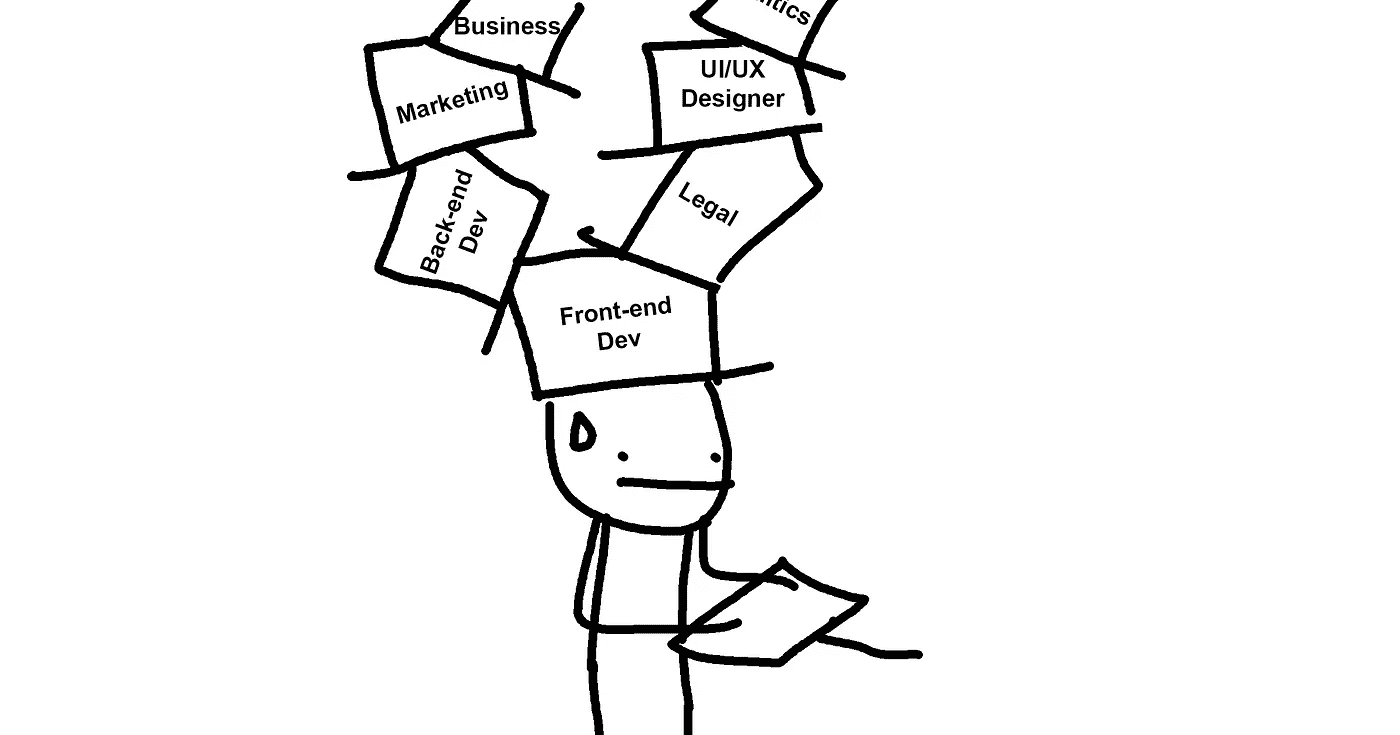 Business
Marketing
UI/UX
Designer
Back-end
Dev
Legal
Front-end
Dev